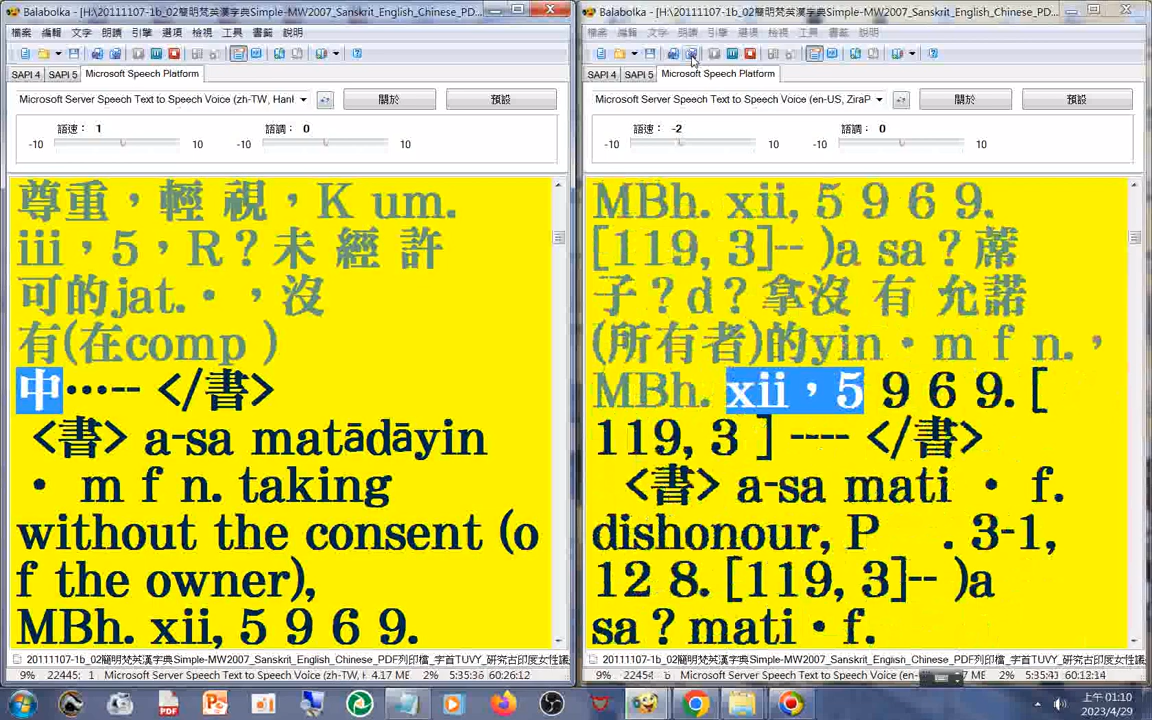 Balabolka - [H:\20111107-1b_02簡明梵英漢字典Simple-MW2007_Sanskrit_English_Chinese_PD...
檔案 編輯 文字 朗讀 引擎 選項 檢視 工具 書籤 說明
SAPI 4 SAPI 5 Microsoft Speech Platform
Microsoft Server Speech Text to Speech Voice (zh-TW, Hanl
關於 預設
語速： 1 語調： 0
-10 10 -10 10
尊重，輕 視，K um.
iii，5，R？未 經 許
可的jat.•，沒
有(在comp )
中…-- </書>
<書> a-sa matādāyin
• m f n. taking
without the consent (o
f the owner),
MBh. xii, 5 9 6 9.
20111107-1b_02簡明梵英漢字典Simple-MW2007_Sanskrit_English_Chinese_PDF列印檔_字首TUVY_研究古印度女性議
9% 22445: 1 Microsoft Server Speech Text to Speech Voice (zh-TW, 4.17 ME 2% 5:35:36 60:26:12
Balabolka - [H:\20111107-1b_02簡明梵英漢字典Simple-MW2007_Sanskrit_English_Chinese_PD...
檔案 編輯 文字 朗讀 引擎 選項 檢視 工具 書籤 說明
SAPI 4 SAPI 5 Microsoft Speech Platform
Microsoft Server Speech Text to Speech Voice (en-US, ZiraP
關於 預設
語速： -2 語調： 0
-10 10 -10 10
MBh. xii, 5 9 6 9.
[119, 3]-- )a sa？蓆
子？d？拿沒 有 允諾
(所有者)的yin•m f n.，
MBh. xii，5 9 6 9. [
119, 3 ] ---- </書>
<書> a-sa mati • f.
dishonour, P . 3-1,
12 8. [119, 3]-- )a
sa？mati•f.
20111107-1b_02簡明梵英漢字典Simple-MW2007_Sanskrit_English_Chinese_PDF列印檔_字首TUVY_研究古印度女性議
9% 22454 Microsoft Server Speech Text to Speech Voice (en-US, 4.17 ME 2% 5:35:43 60:12:14
上午 01:10
2023/4/29